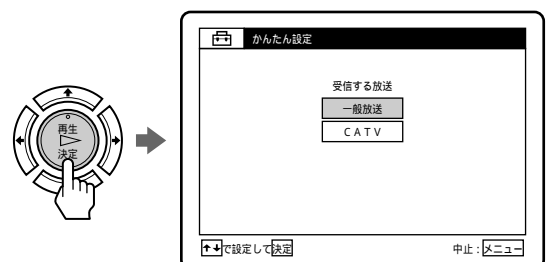 再生
決定
かんたん設定
受信する放送
一般放送
CATV
↑↓で設定して決定
中止：メニュー